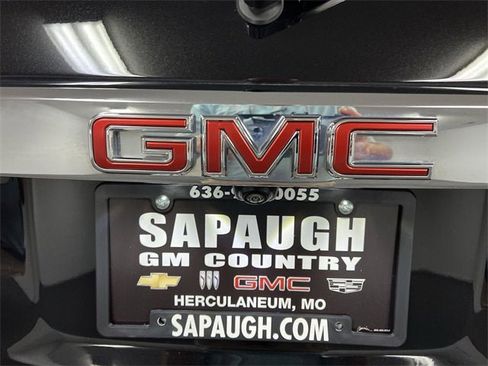 GMC
SAPAUGH
GM COUNTRY
GMC
HERCULANEUM, MO
SAPAUGH.COM